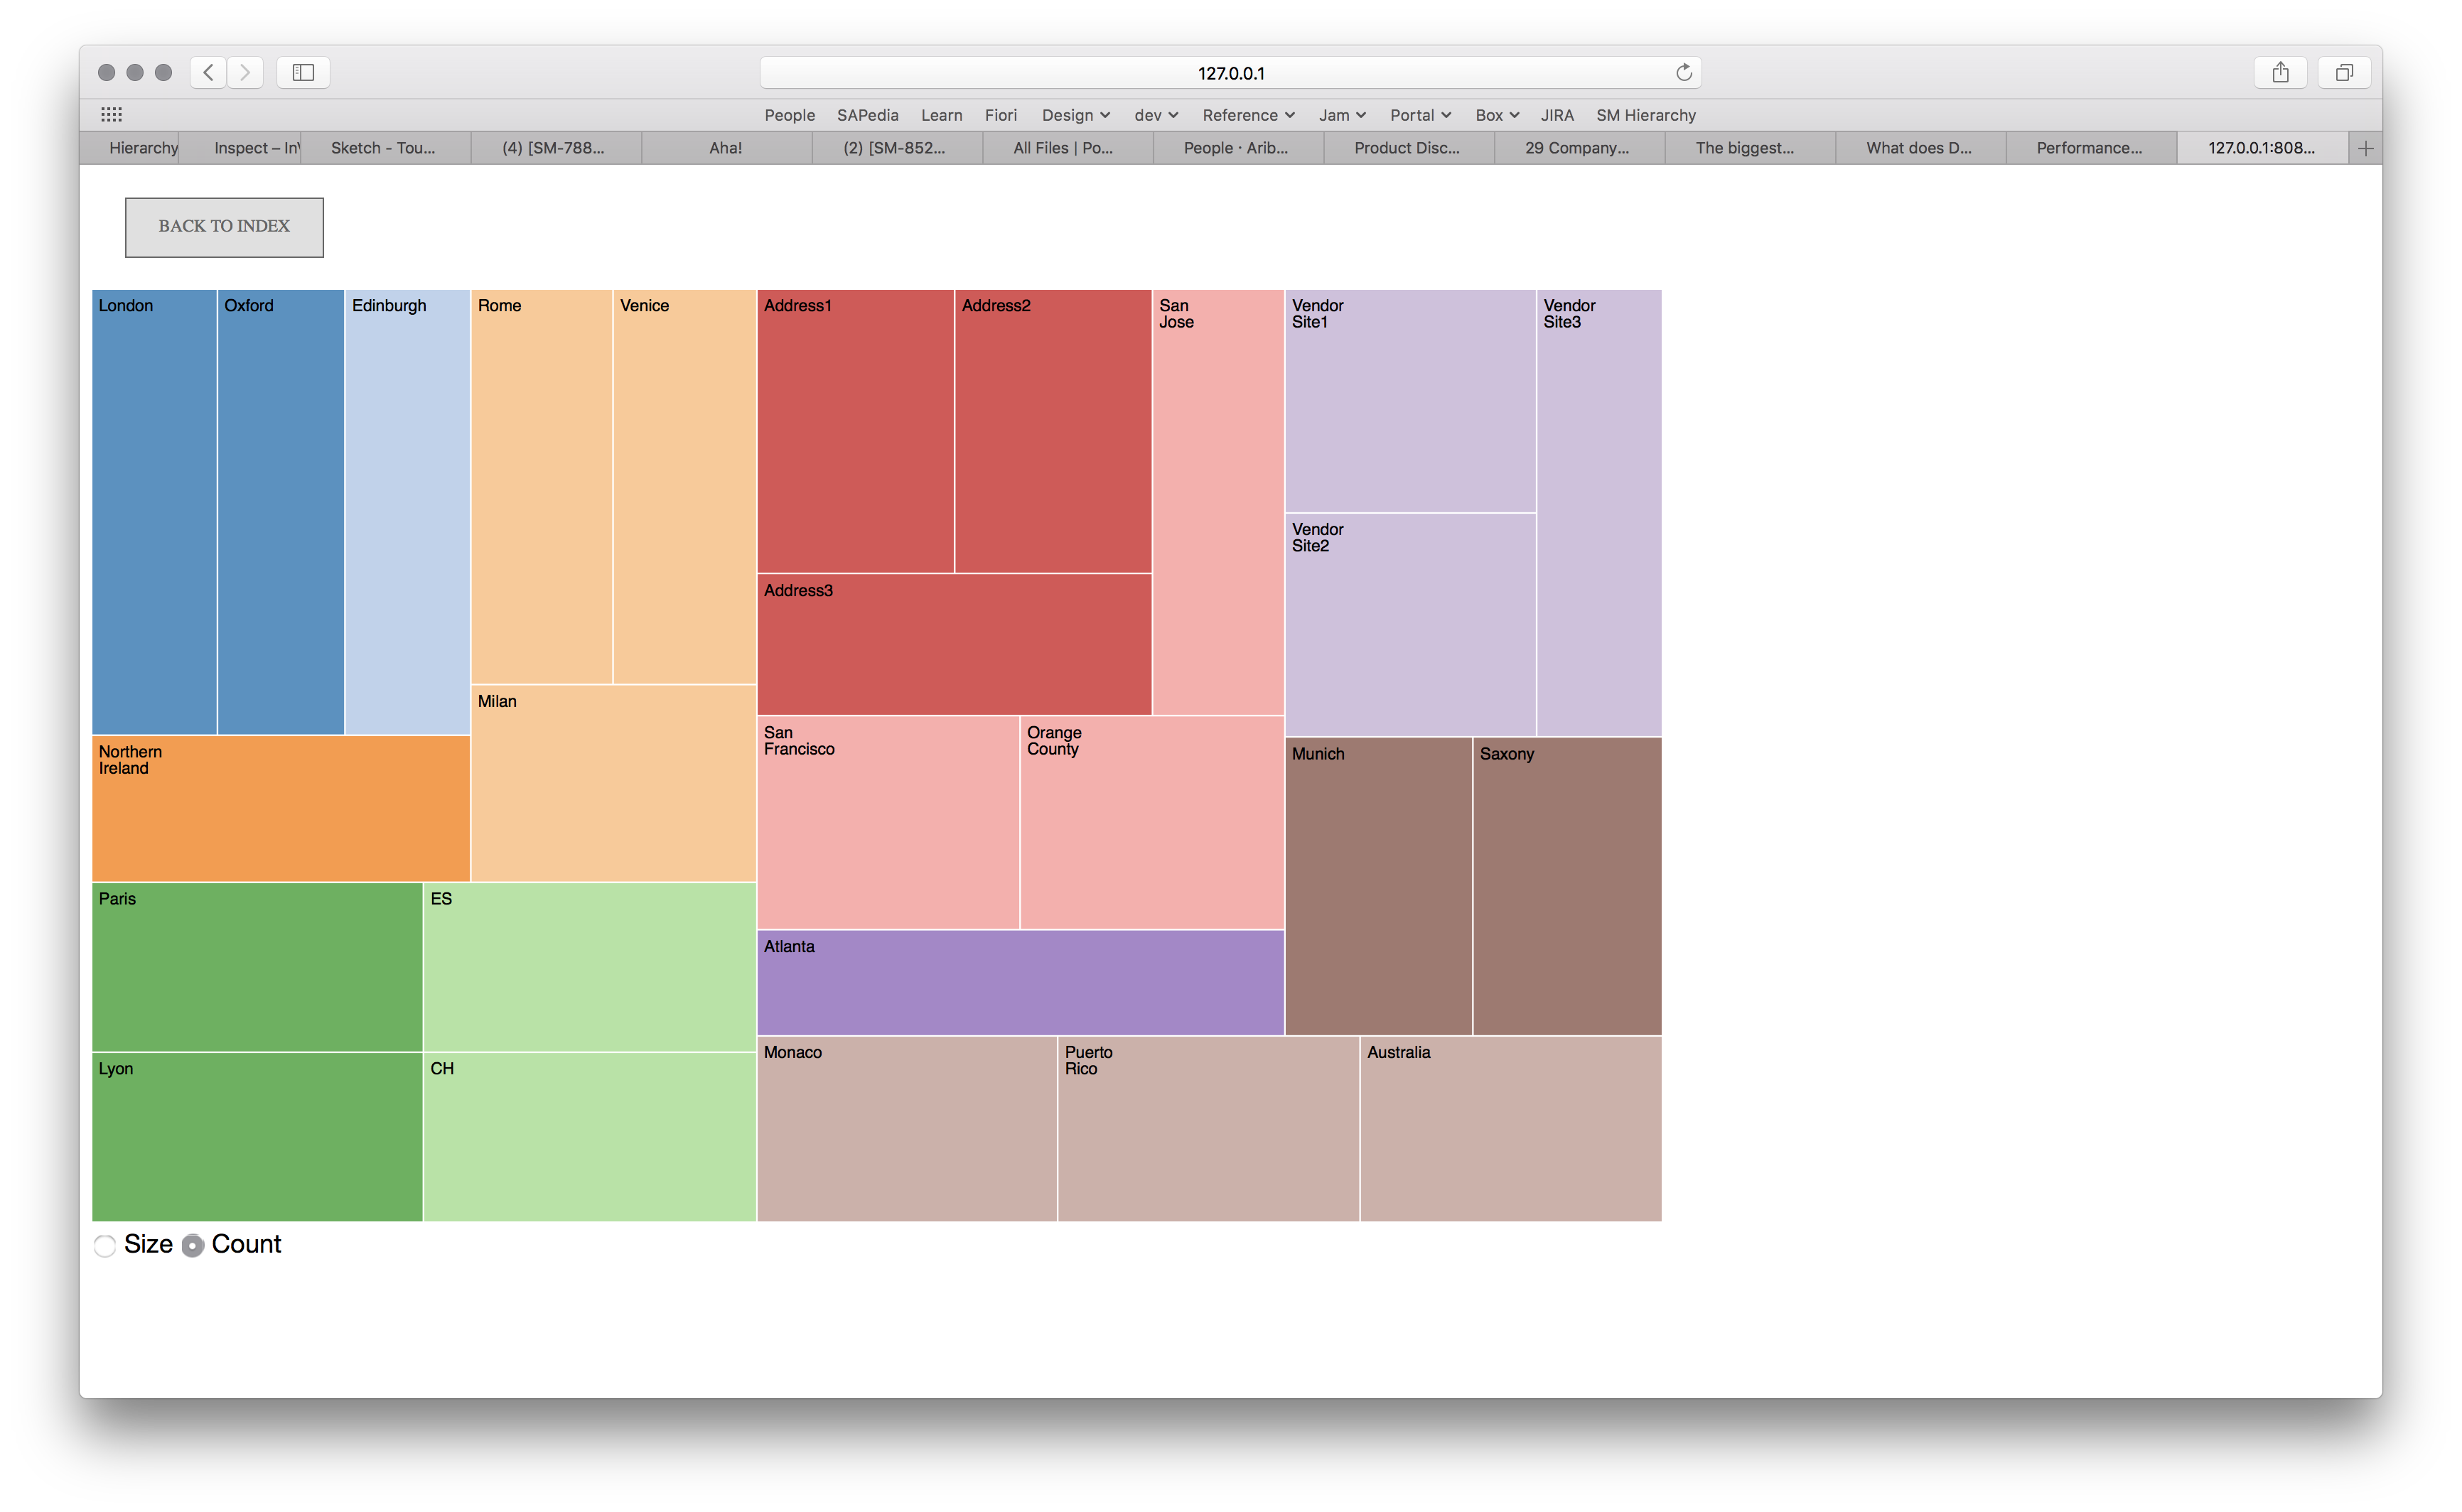 127.0.0.1
People SAPedia Learn Fiori Design dev Reference Jam Portal Box JIRA SM Hierarchy
Hierarchy Inspect – InV Sketch - Tou... (4) [SM-788... Aha! (2) [SM-852... All Files | Po... People · Arib... Product Disc... 29 Company... The biggest... What does D... Performance... 127.0.0.1:808...
BACK TO INDEX
London Oxford Edinburgh Rome Venice Address1 Address2 San Vendor Vendor
Jose Site1 Site3
Vendor
Site2
Address3
Milan
San Orange
Francisco County
Northern
Ireland
Munich Saxony
Paris ES
Atlanta
Monaco Puerto Australia
Rico
Lyon CH
Size Count